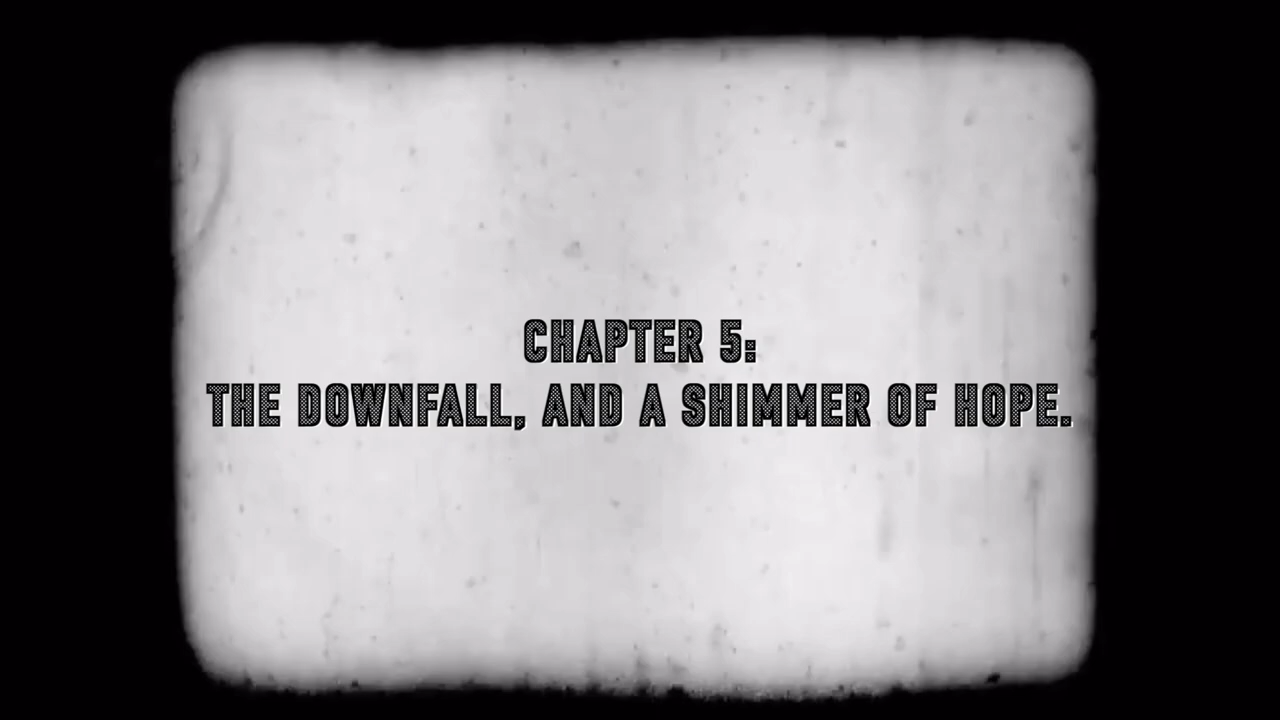 CHAPTER 5:
THE DOWNFALL, AND A SHIMMER OF HOPE.